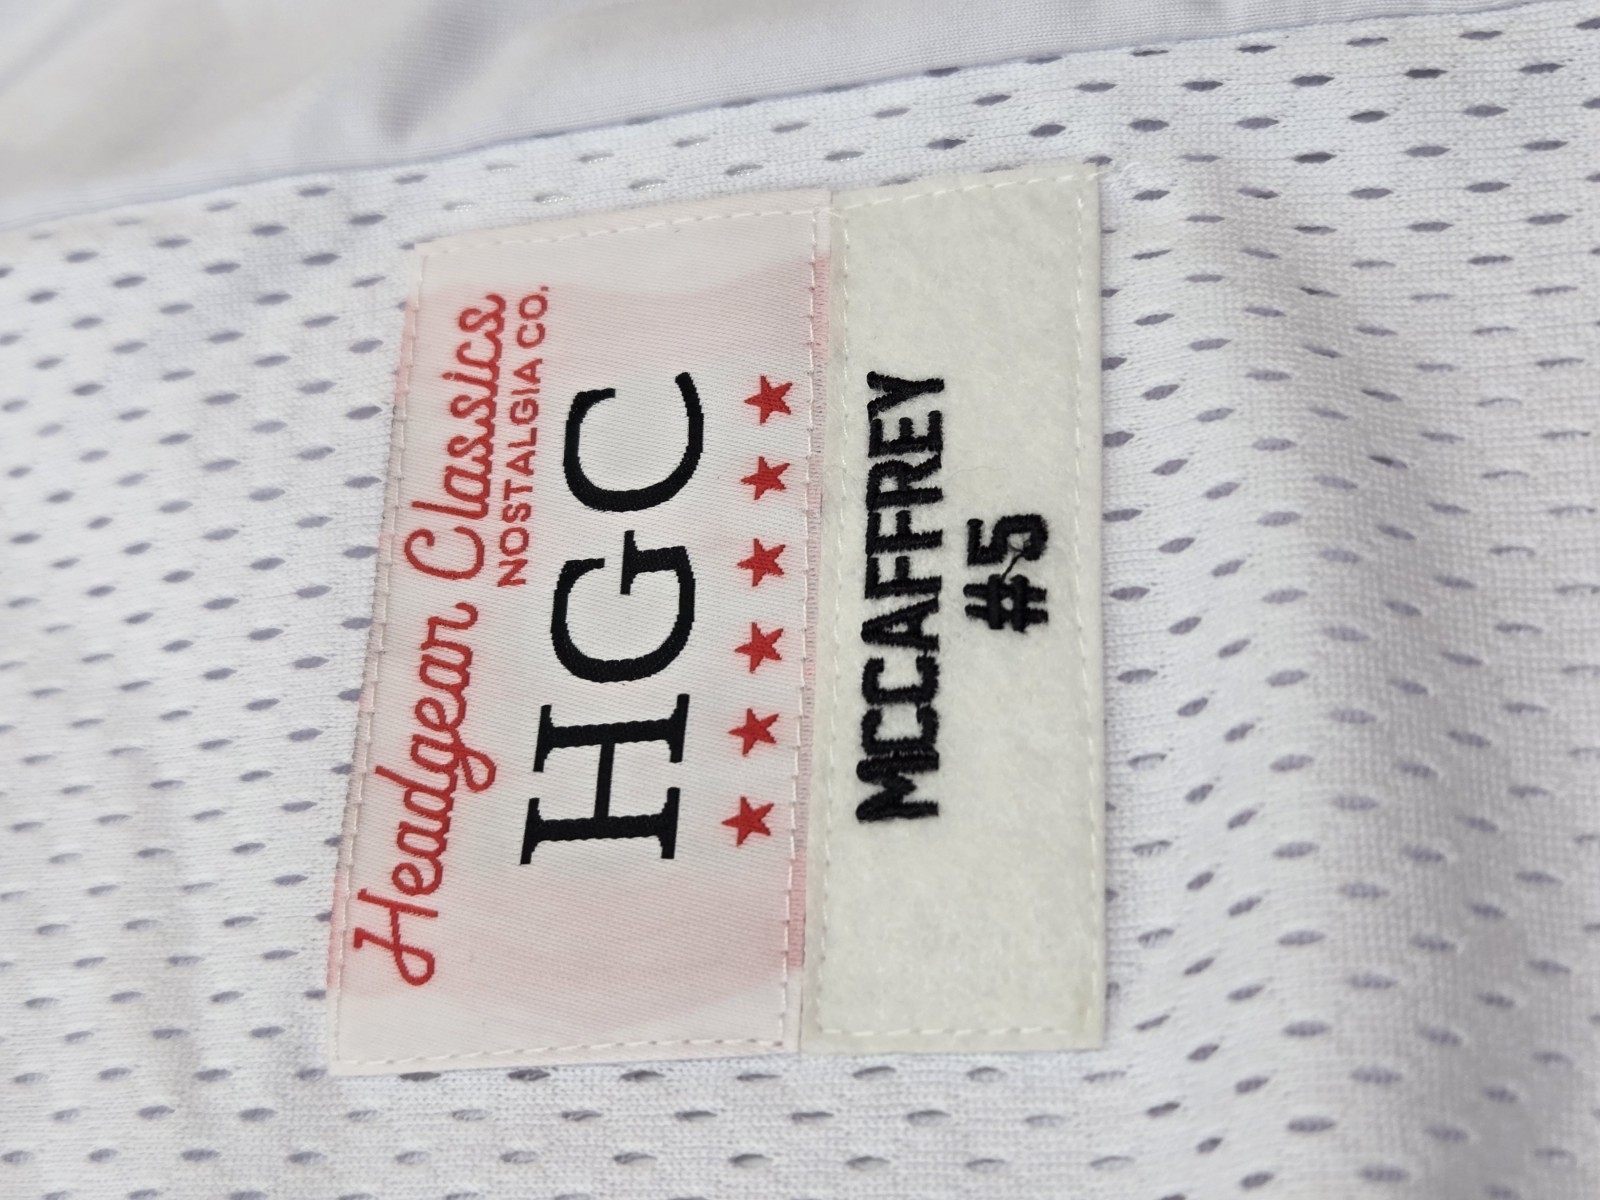 Headgear Classics
NOSTALGIA CO.
HGC
MCCAFFREY
#5